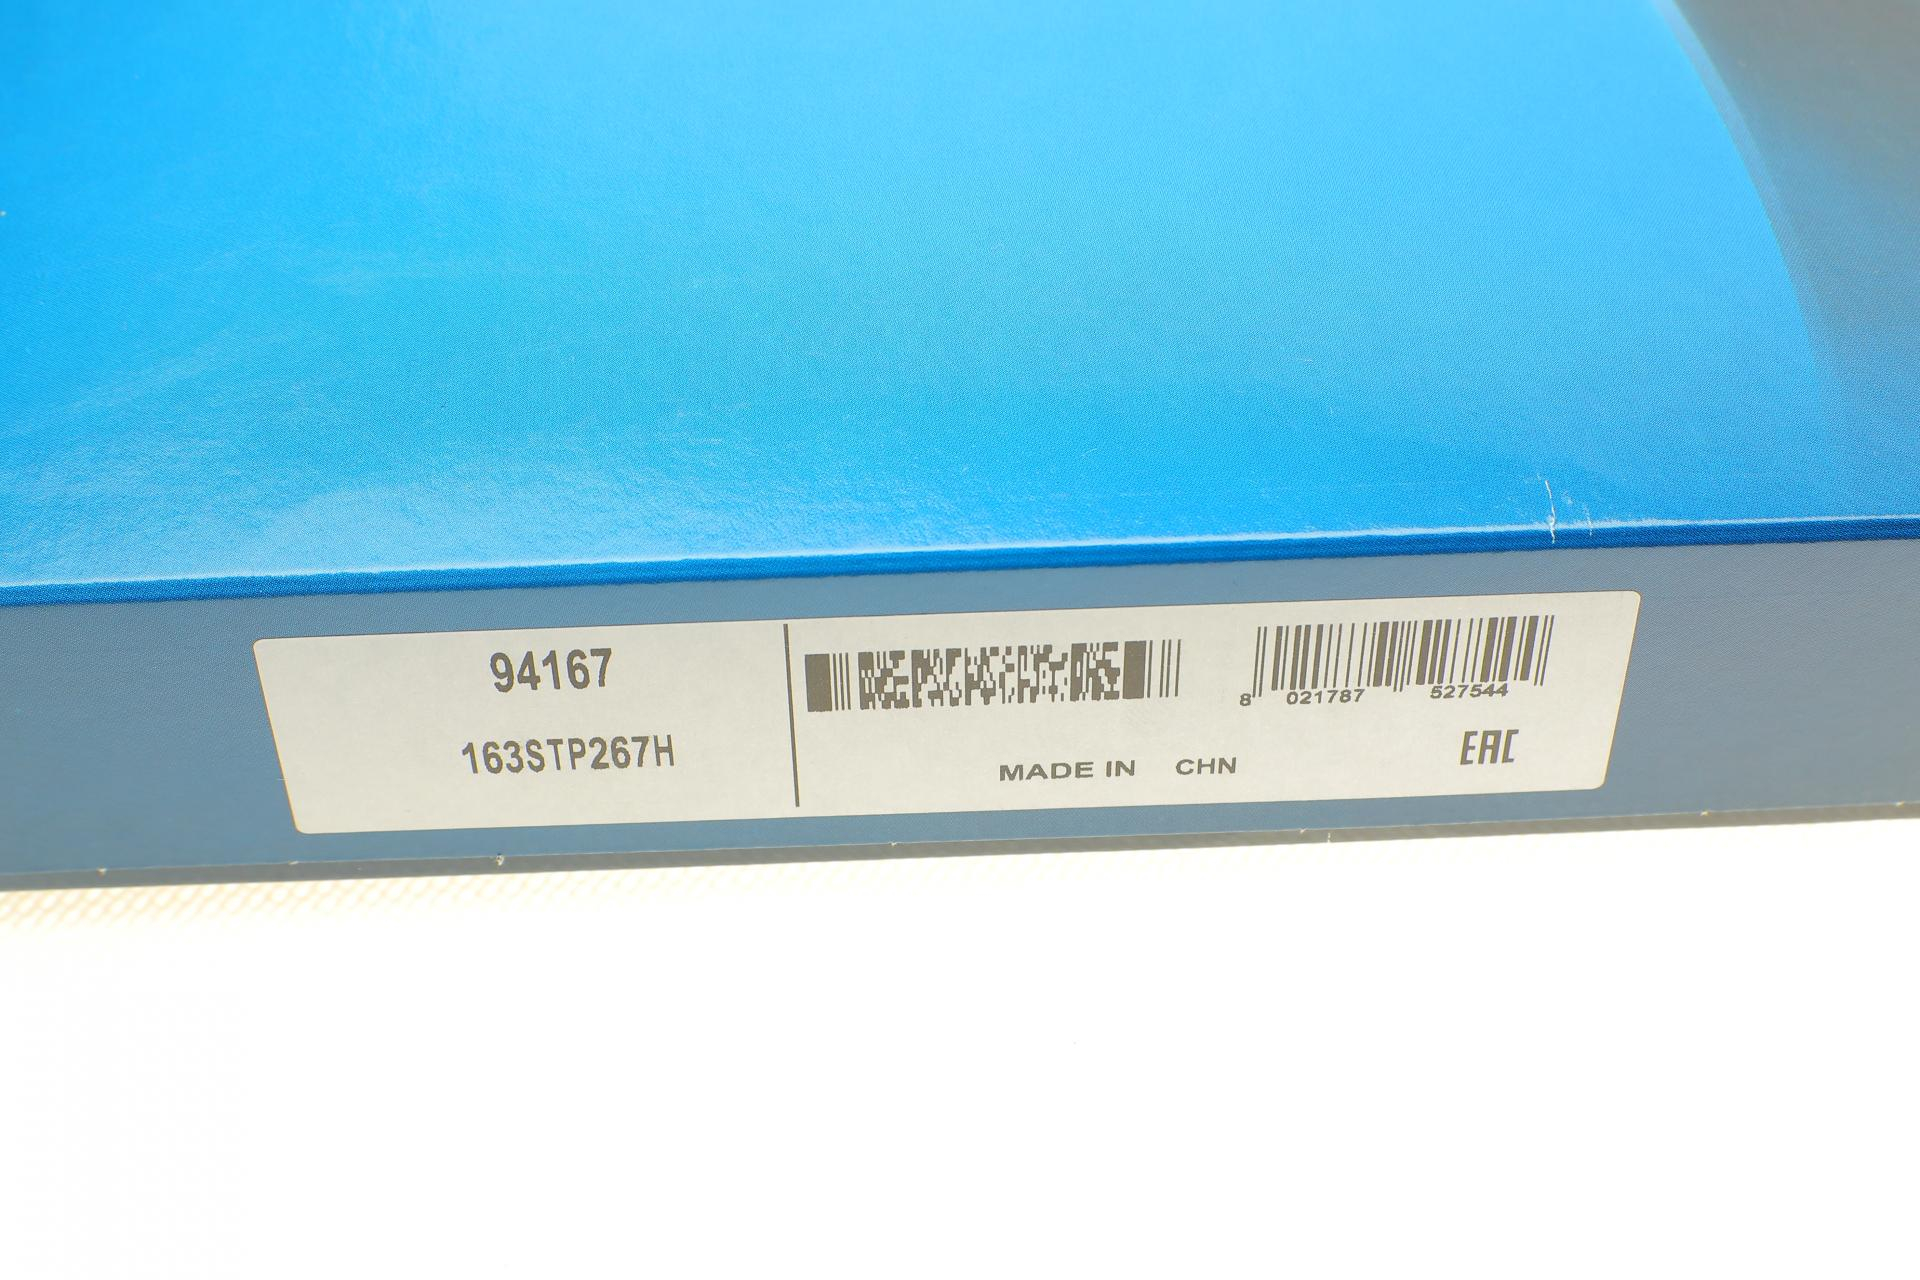 94167
163STP267H
8 021787 527544
MADE IN CHN
EAC